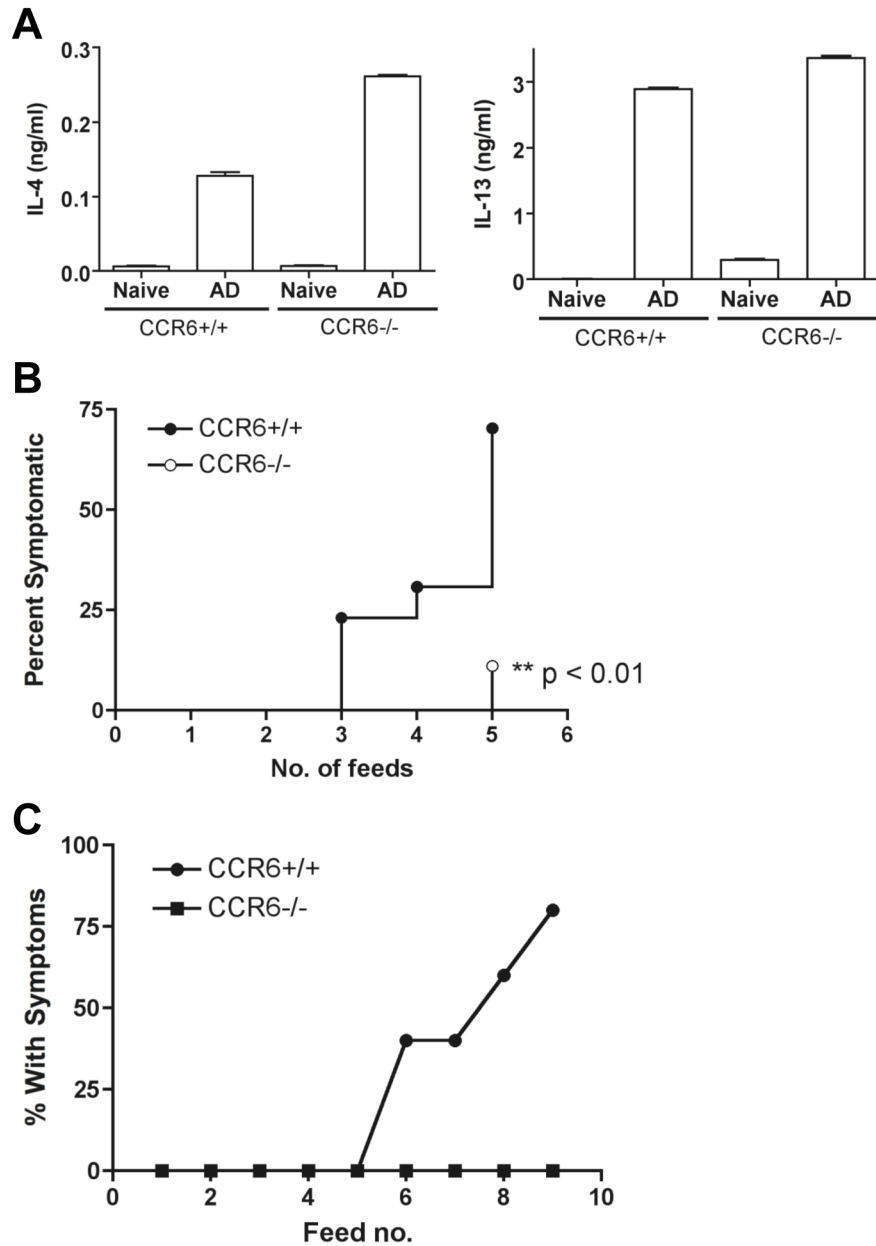 A
IL-4 (ng/ml)
0.3
0.2
0.1
0.0
Naive AD Naive AD
CCR6+/+ CCR6-/-
IL-13 (ng/ml)
3
2
1
0
Naive AD Naive AD
CCR6+/+ CCR6-/-
B
Percent Symptomatic
75
50
25
0
CCR6+/+
CCR6-/-
** p < 0.01
0 1 2 3 4 5 6
No. of feeds
C
% With Symptoms
100
75
50
25
0
CCR6+/+
CCR6-/-
0 2 4 6 8 10
Feed no.